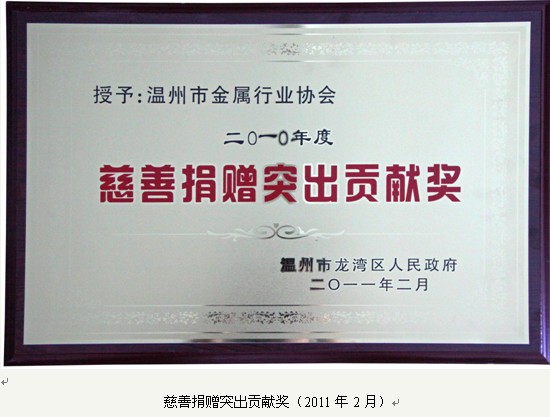 授予:温州市金属行业协会
二〇一〇年度
慈善捐赠突出贡献奖
温州市龙湾区人民政府
二〇一一年二月
慈善捐赠突出贡献奖（2011 年 2 月）